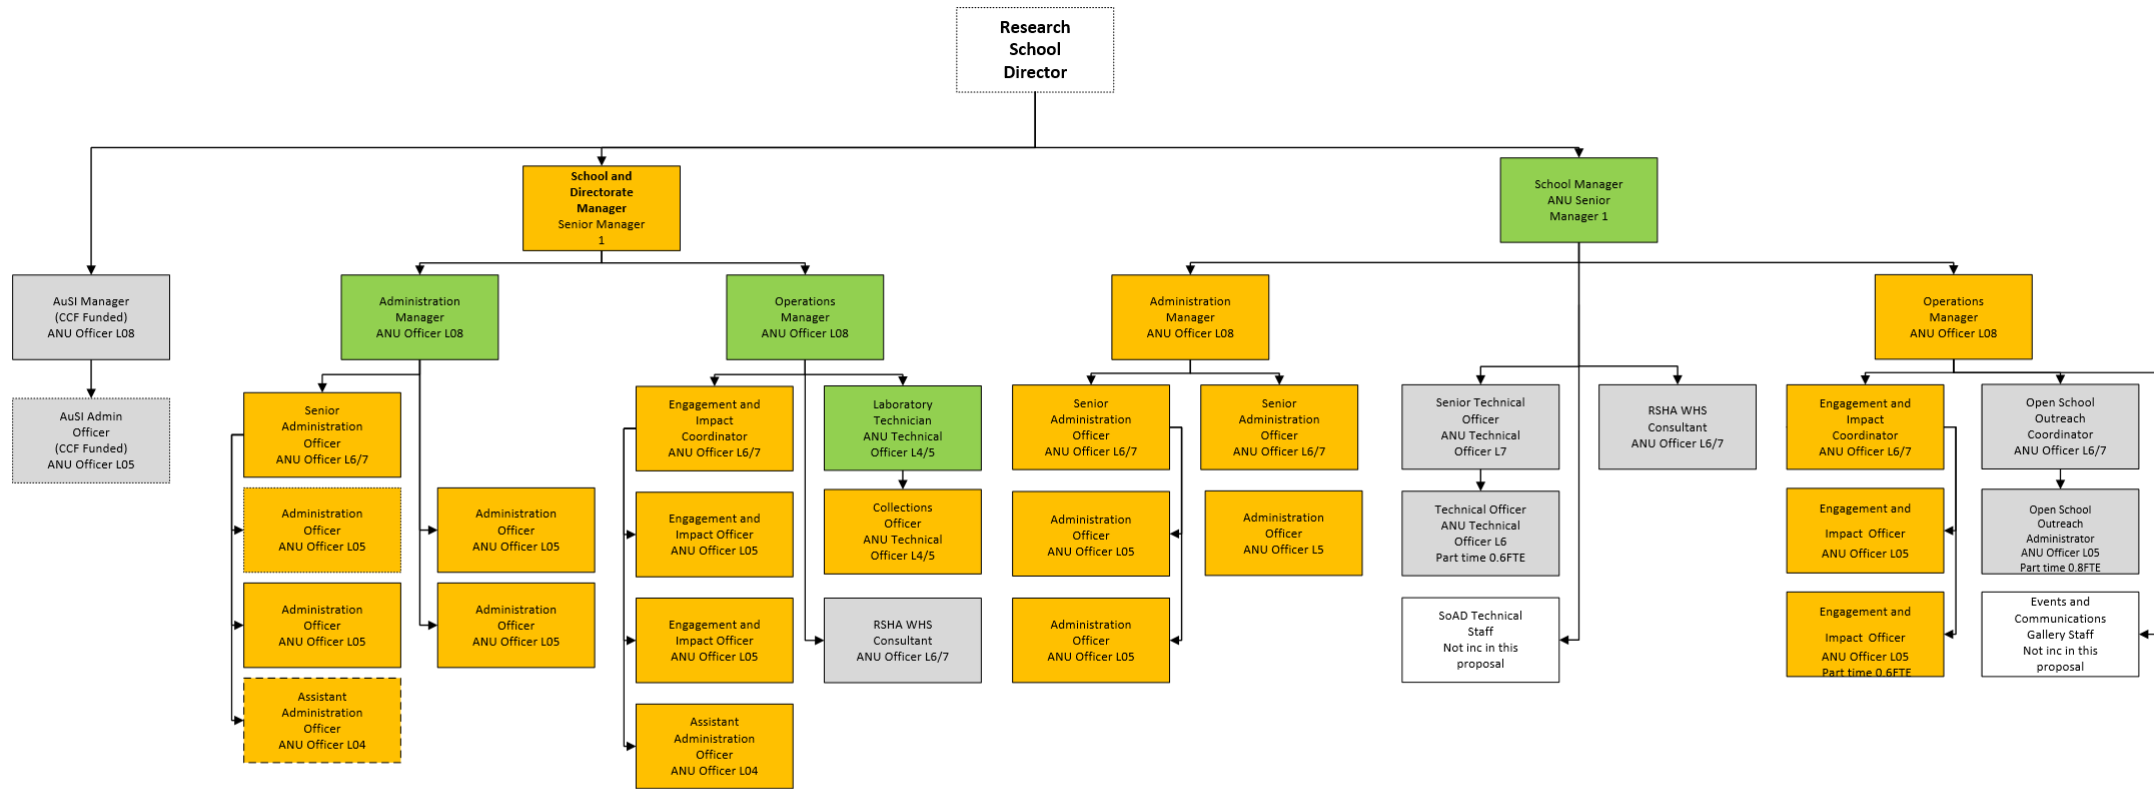 Research
School
Director
School and
Directorate
Manager
Senior Manager
1
School Manager
ANU Senior
Manager 1
AuSI Manager
(CCF Funded)
ANU Officer L08
Administration
Manager
ANU Officer L08
Operations
Manager
ANU Officer L08
Administration
Manager
ANU Officer L08
Operations
Manager
ANU Officer L08
AuSI Admin
Officer
(CCF Funded)
ANU Officer L05
Senior
Administration
Officer
ANU Officer L6/7
Administration
Officer
ANU Officer L05
Administration
Officer
ANU Officer L05
Assistant
Administration
Officer
ANU Officer L04
Administration
Officer
ANU Officer L05
Administration
Officer
ANU Officer L05
Engagement and
Impact
Coordinator
ANU Officer L6/7
Engagement and
Impact Officer
ANU Officer L05
Engagement and
Impact Officer
ANU Officer L05
Assistant
Administration
Officer
ANU Officer L04
Laboratory
Technician
ANU Technical
Officer L4/5
Collections
Officer
ANU Technical
Officer L4/5
RSHA WHS
Consultant
ANU Officer L6/7
Senior
Administration
Officer
ANU Officer L6/7
Administration
Officer
ANU Officer L05
Administration
Officer
ANU Officer L05
Senior
Administration
Officer
ANU Officer L6/7
Administration
Officer
ANU Officer L5
Senior Technical
Officer
ANU Technical
Officer L7
Technical Officer
ANU Technical
Officer L6
Part time 0.6FTE
SoAD Technical
Staff
Not inc in this
proposal
RSHA WHS
Consultant
ANU Officer L6/7
Engagement and
Impact
Coordinator
ANU Officer L6/7
Engagement and
Impact Officer
ANU Officer L05
Engagement and
Impact Officer
ANU Officer L05
Part time 0.6FTE
Open School
Outreach
Coordinator
ANU Officer L6/7
Open School
Outreach
Administrator
ANU Officer L05
Part time 0.8FTE
Events and
Communications
Gallery Staff
Not inc in this
proposal